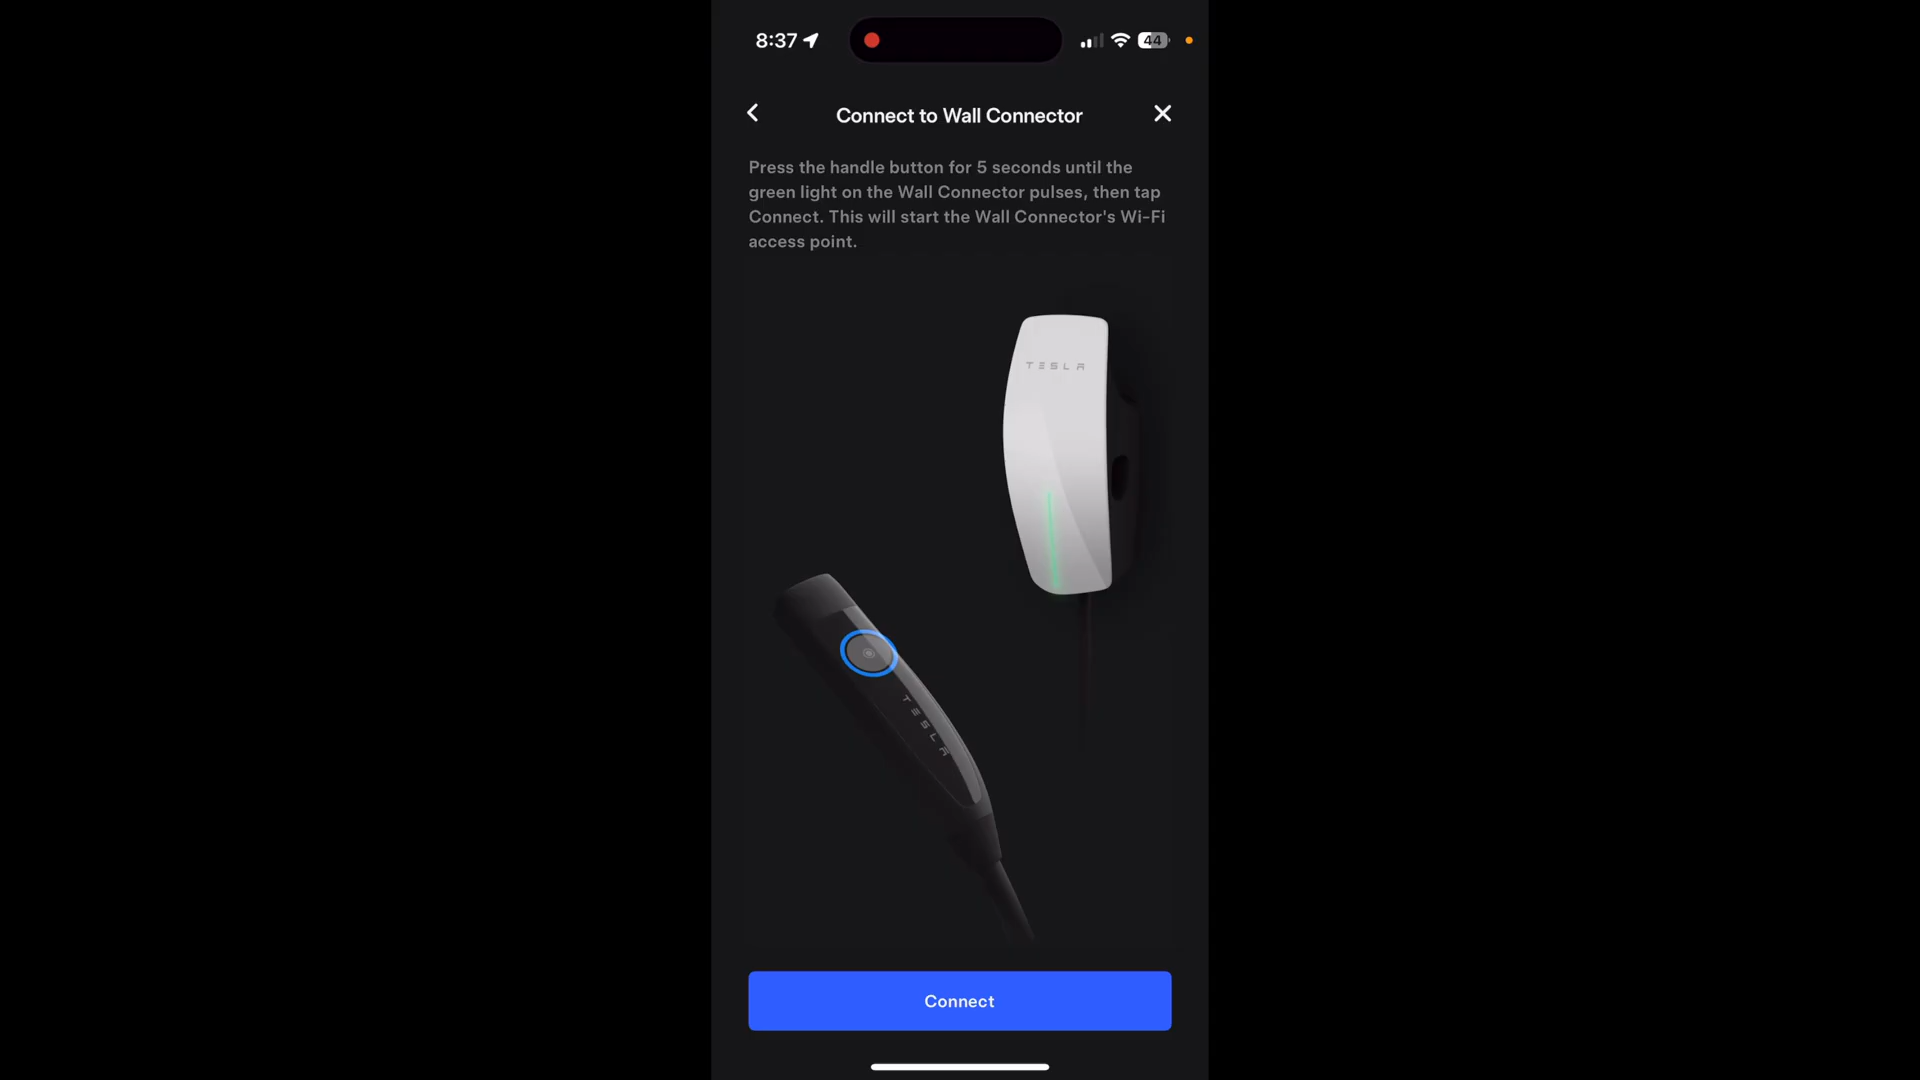 8:37
44
Connect to Wall Connector
Press the handle button for 5 seconds until the
green light on the Wall Connector pulses, then tap
Connect. This will start the Wall Connector's Wi-Fi
access point.
TESLA
TESLA
Connect